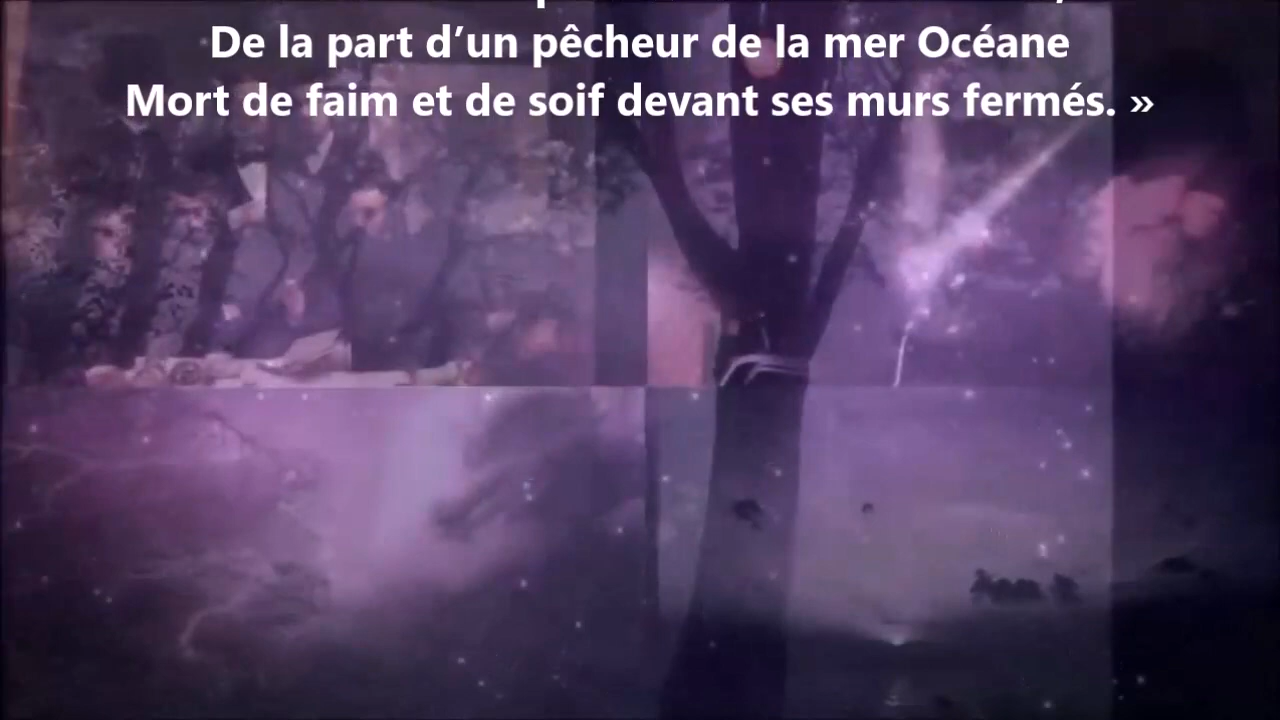 De la part d’un pêcheur de la mer Océane
Mort de faim et de soif devant ses murs fermés. »